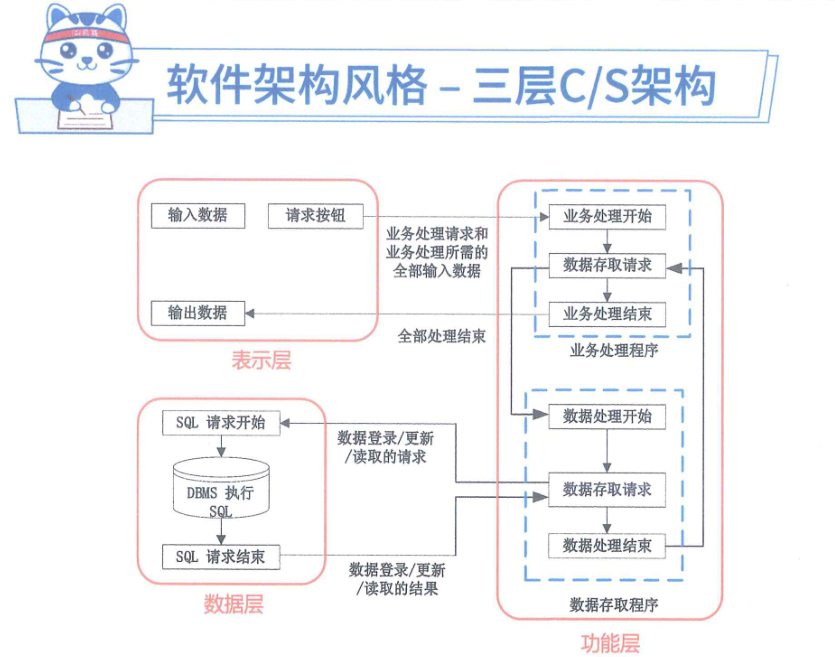 软件架构风格 – 三层C/S架构
输入数据
请求按钮
业务处理请求和
业务处理所需的
全部输入数据
业务处理开始
数据存取请求
业务处理结束
输出数据
全部处理结束
业务处理程序
表示层
SQL 请求开始
DBMS 执行
SQL
SQL 请求结束
数据登录/更新
/读取的请求
数据登录/更新
/读取的结果
数据处理开始
数据存取请求
数据处理结束
数据存取程序
数据层
功能层